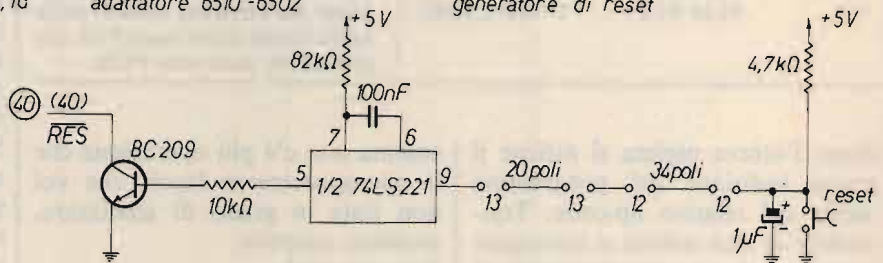 ,10 adattatore 6510-6502 generatore di reset
+5V +5V
82kΩ 4,7kΩ
100nF
40 (40)
RES
7 6
BC209
5 1/2 74LS221 9 20poli 34poli
13 13 12 12 reset
10kΩ
1µF +